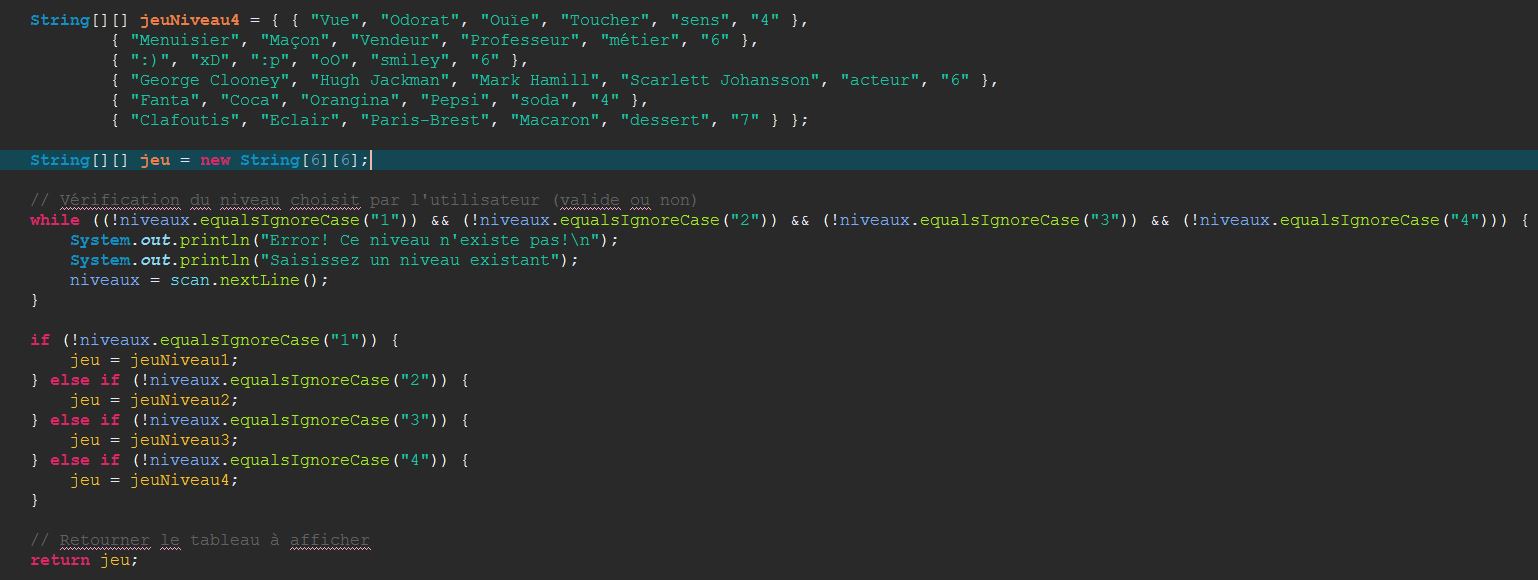 String[][] jeuNiveau4 = { { "Vue", "Odorat", "Ouïe", "Toucher", "sens", "4" },
{ "Menuisier", "Maçon", "Vendeur", "Professeur", "métier", "6" },
{ ":)", "xD", ":p", "oO", "smiley", "6" },
{ "George Clooney", "Hugh Jackman", "Mark Hamill", "Scarlett Johansson", "acteur", "6" },
{ "Fanta", "Coca", "Orangina", "Pepsi", "soda", "4" },
{ "Clafoutis", "Eclair", "Paris-Brest", "Macaron", "dessert", "7" } };
String[][] jeu = new String[6][6];
// Vérification du niveau choisit par l'utilisateur (valide ou non)
while ((!niveaux.equalsIgnoreCase("1")) && (!niveaux.equalsIgnoreCase("2")) && (!niveaux.equalsIgnoreCase("3")) && (!niveaux.equalsIgnoreCase("4"))) {
System.out.println("Error! Ce niveau n'existe pas!\n");
System.out.println("Saisissez un niveau existant");
niveaux = scan.nextLine();
}
if (!niveaux.equalsIgnoreCase("1")) {
jeu = jeuNiveau1;
} else if (!niveaux.equalsIgnoreCase("2")) {
jeu = jeuNiveau2;
} else if (!niveaux.equalsIgnoreCase("3")) {
jeu = jeuNiveau3;
} else if (!niveaux.equalsIgnoreCase("4")) {
jeu = jeuNiveau4;
}
// Retourner le tableau à afficher
return jeu;